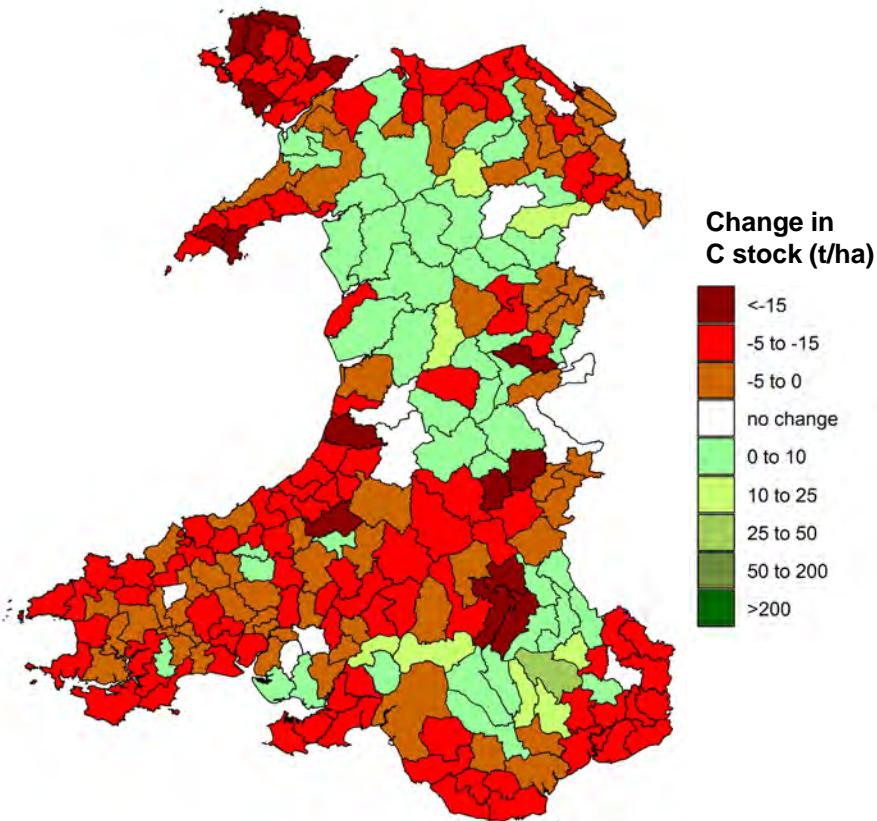 Change in
C stock (t/ha)
<-15
-5 to -15
-5 to 0
no change
0 to 10
10 to 25
25 to 50
50 to 200
>200